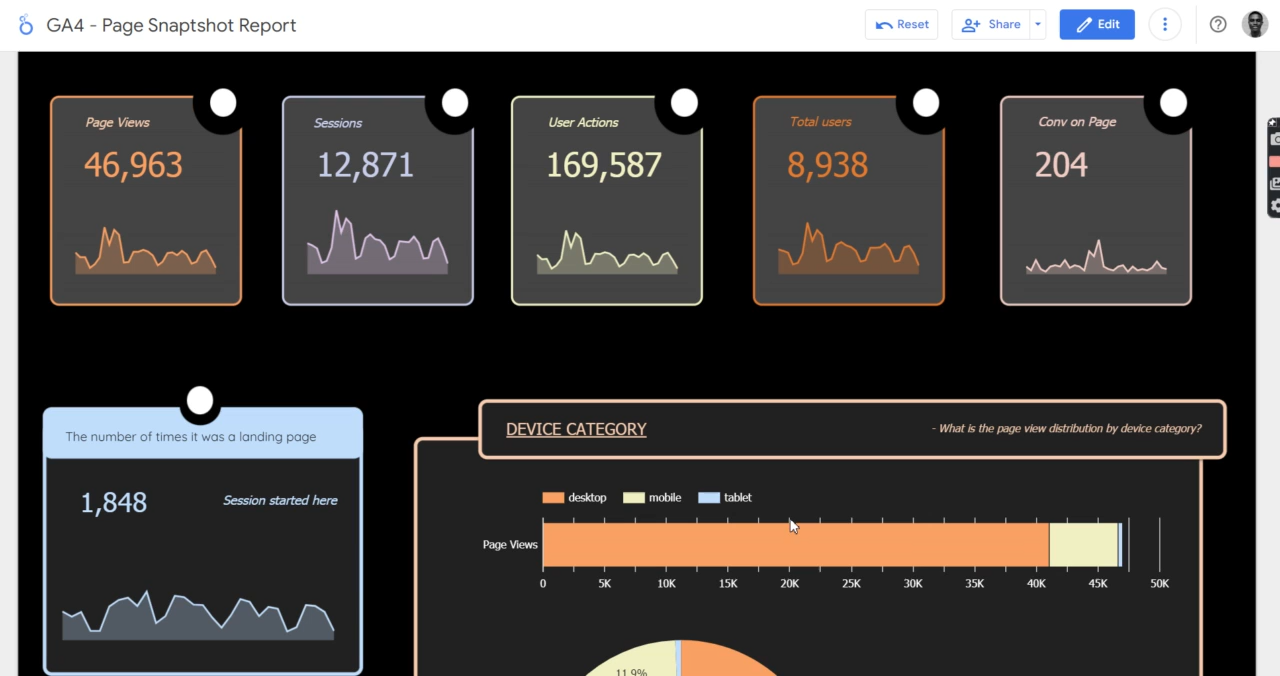 GA4 - Page Snaptshot Report
Reset
Share
Edit
Page Views
46,963
Sessions
12,871
User Actions
169,587
Total users
8,938
Conv on Page
204
The number of times it was a landing page
1,848
Session started here
DEVICE CATEGORY
- What is the page view distribution by device category?
desktop mobile tablet
Page Views
0 5K 10K 15K 20K 25K 30K 35K 40K 45K 50K
11.9%